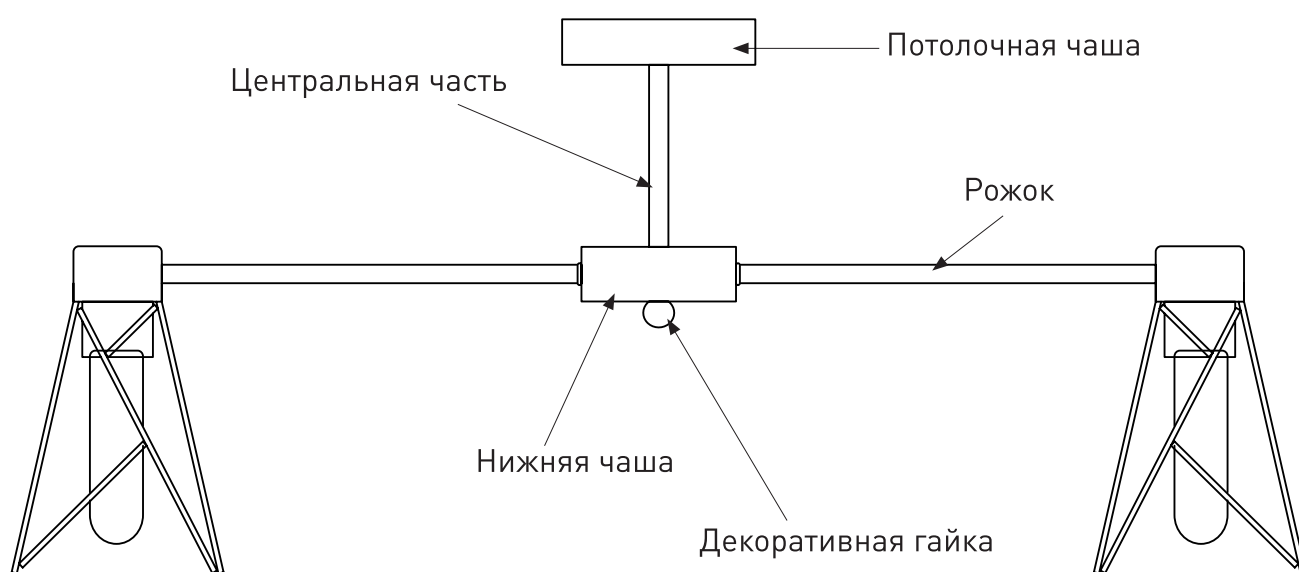 Потолочная чаша
Центральная часть
Рожок
Нижняя чаша
Декоративная гайка